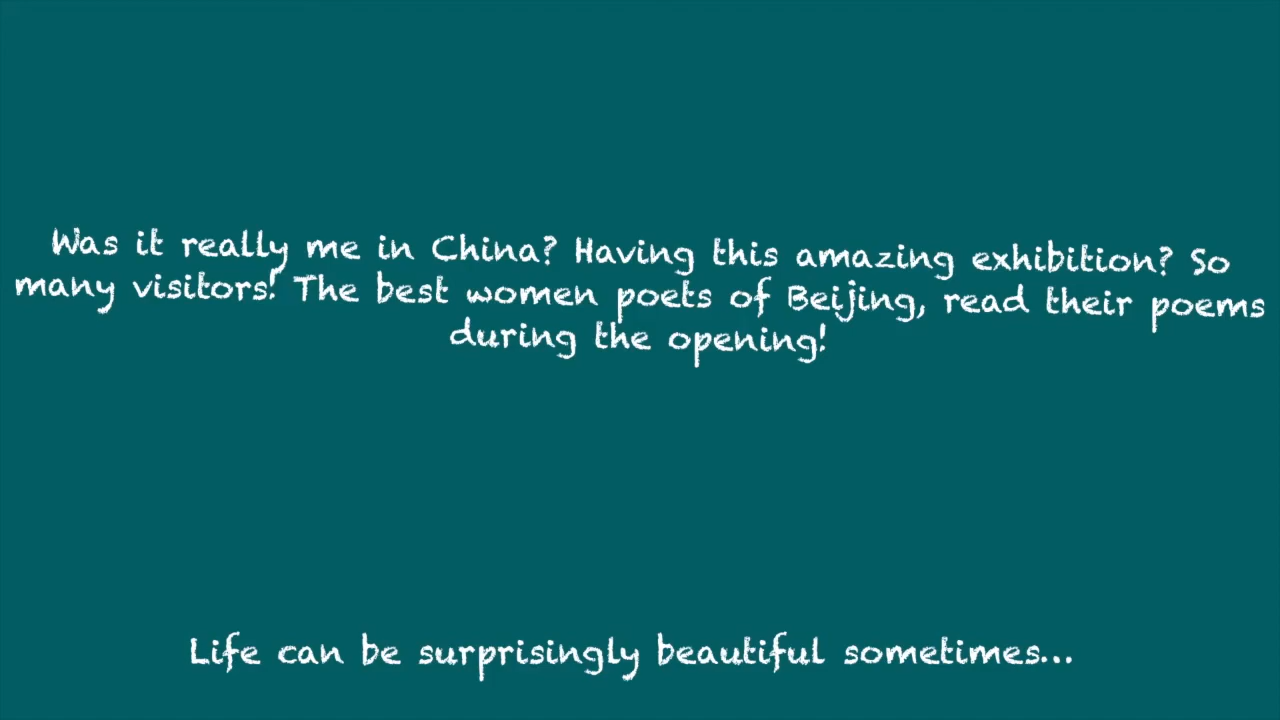 Was it really me in China? Having this amazing exhibition? So
many visitors! The best women poets of Beijing, read their poems
during the opening!
Life can be surprisingly beautiful sometimes...